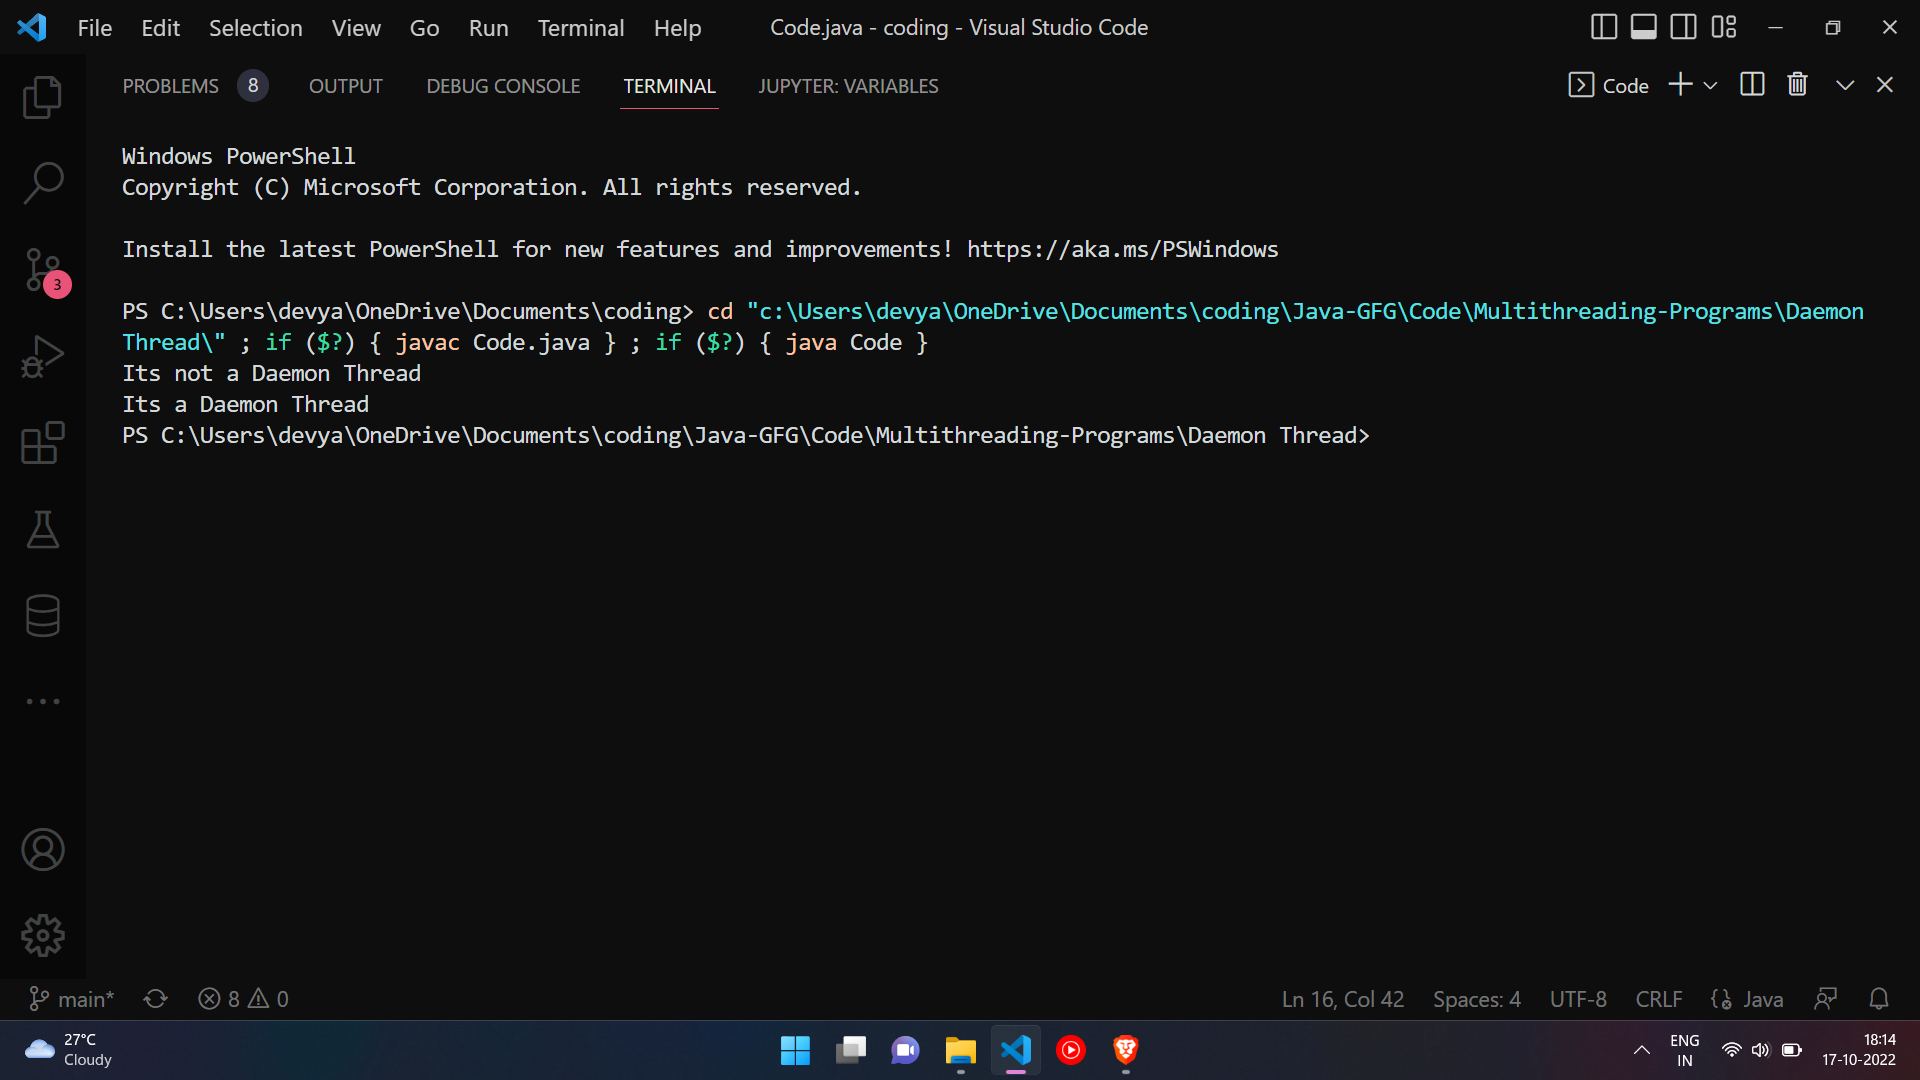 File Edit Selection View Go Run Terminal Help Code.java - coding - Visual Studio Code
PROBLEMS 8 OUTPUT DEBUG CONSOLE TERMINAL JUPYTER: VARIABLES Code
Windows PowerShell
Copyright (C) Microsoft Corporation. All rights reserved.
Install the latest PowerShell for new features and improvements! https://aka.ms/PSWindows
3
PS C:\Users\devya\OneDrive\Documents\coding> cd "c:\Users\devya\OneDrive\Documents\coding\Java-GFG\Code\Multithreading-Programs\Daemon
Thread\" ; if ($?) { javac Code.java } ; if ($?) { java Code }
Its not a Daemon Thread
Its a Daemon Thread
PS C:\Users\devya\OneDrive\Documents\coding\Java-GFG\Code\Multithreading-Programs\Daemon Thread>
main* 8 0 Ln 16, Col 42 Spaces: 4 UTF-8 CRLF Java
27°C
Cloudy
ENG
IN
18:14
17-10-2022